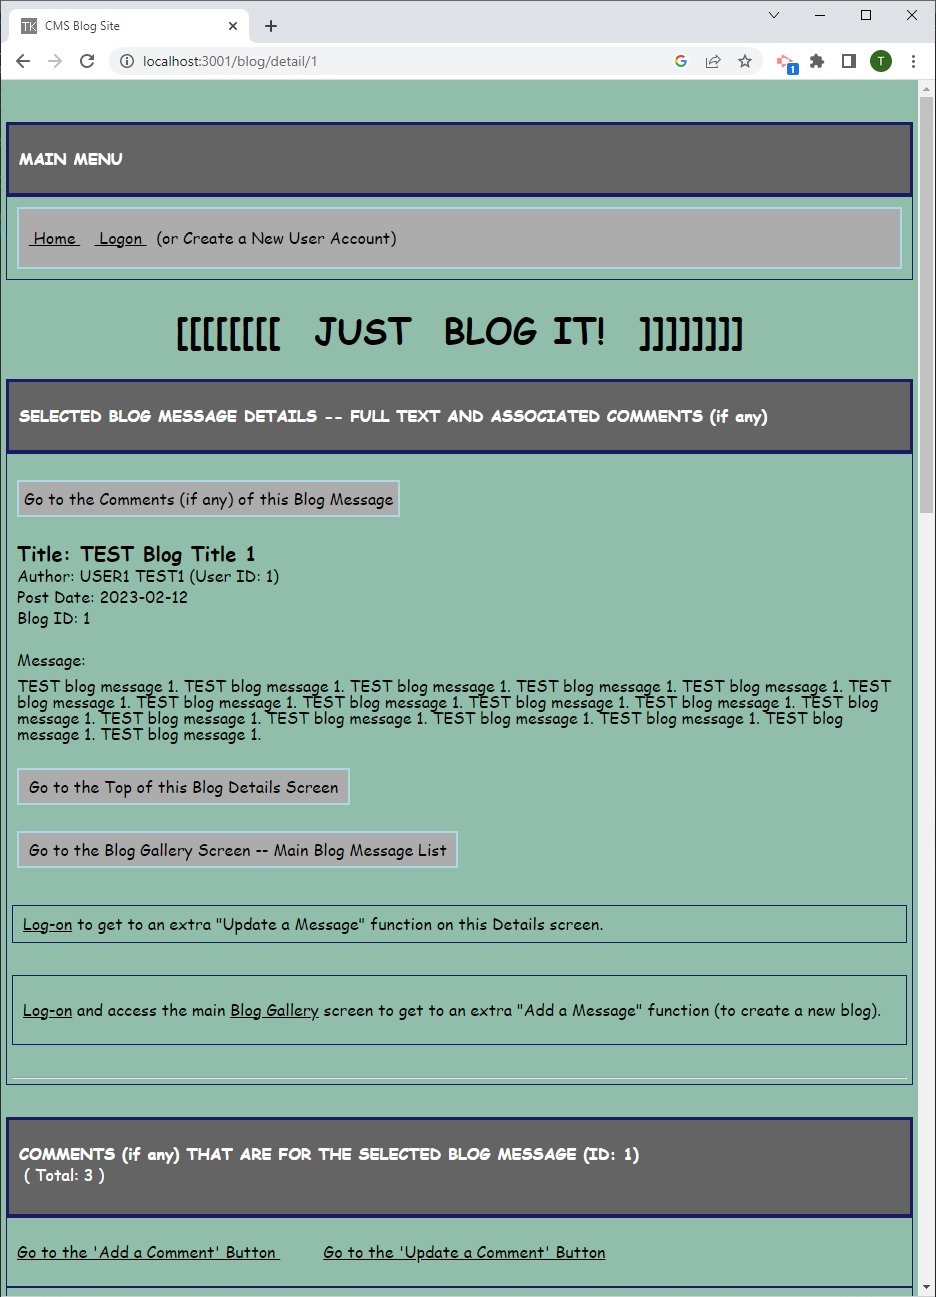 TK CMS Blog Site
localhost:3001/blog/detail/1
1
T
MAIN MENU
Home Logon (or Create a New User Account)
[[[[[[[[ JUST BLOG IT! ]]]]]]]]
SELECTED BLOG MESSAGE DETAILS -- FULL TEXT AND ASSOCIATED COMMENTS (if any)
Go to the Comments (if any) of this Blog Message
Title: TEST Blog Title 1
Author: USER1 TEST1 (User ID: 1)
Post Date: 2023-02-12
Blog ID: 1
Message:
TEST blog message 1. TEST blog message 1. TEST blog message 1. TEST blog message 1. TEST blog message 1. TEST
blog message 1. TEST blog message 1. TEST blog message 1. TEST blog message 1. TEST blog message 1. TEST blog
message 1. TEST blog message 1. TEST blog message 1. TEST blog message 1. TEST blog message 1. TEST blog
message 1. TEST blog message 1.
Go to the Top of this Blog Details Screen
Go to the Blog Gallery Screen -- Main Blog Message List
Log-on to get to an extra "Update a Message" function on this Details screen.
Log-on and access the main Blog Gallery screen to get to an extra "Add a Message" function (to create a new blog).
COMMENTS (if any) THAT ARE FOR THE SELECTED BLOG MESSAGE (ID: 1)
( Total: 3 )
Go to the 'Add a Comment' Button Go to the 'Update a Comment' Button